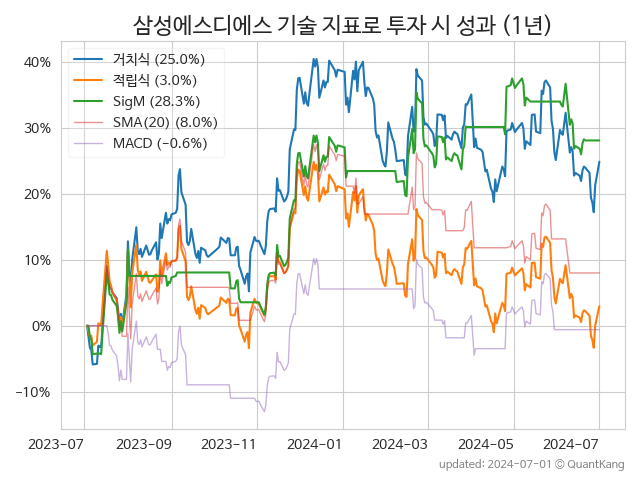 삼성에스디에스 기술 지표로 투자 시 성과 (1년)
거치식 (25.0%)
적립식 (3.0%)
SigM (28.3%)
SMA(20) (8.0%)
MACD (−0.6%)
40%
30%
20%
10%
0%
−10%
2023-07 2023-09 2023-11 2024-01 2024-03 2024-05 2024-07
updated: 2024-07-01 © QuantKang